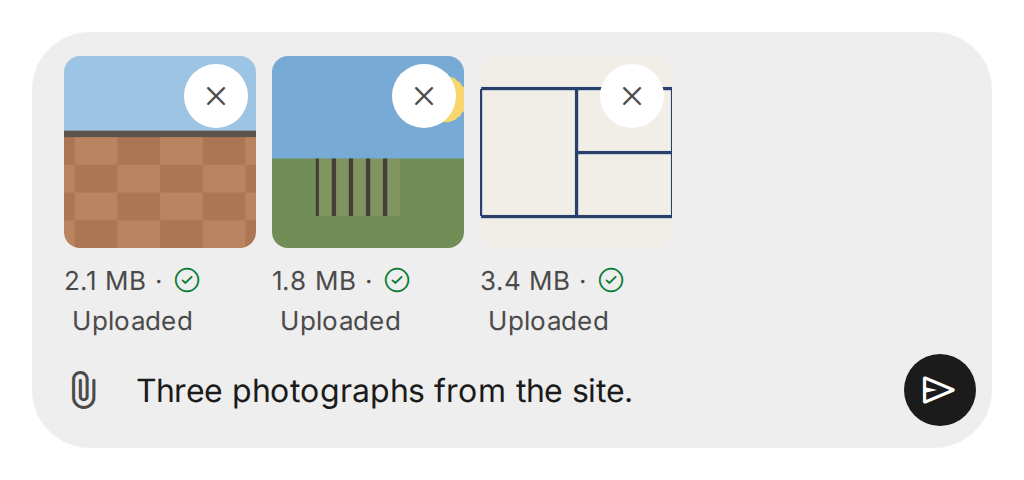 2.1 MB ·
Uploaded
1.8 MB ·
Uploaded
3.4 MB ·
Uploaded
Three photographs from the site.